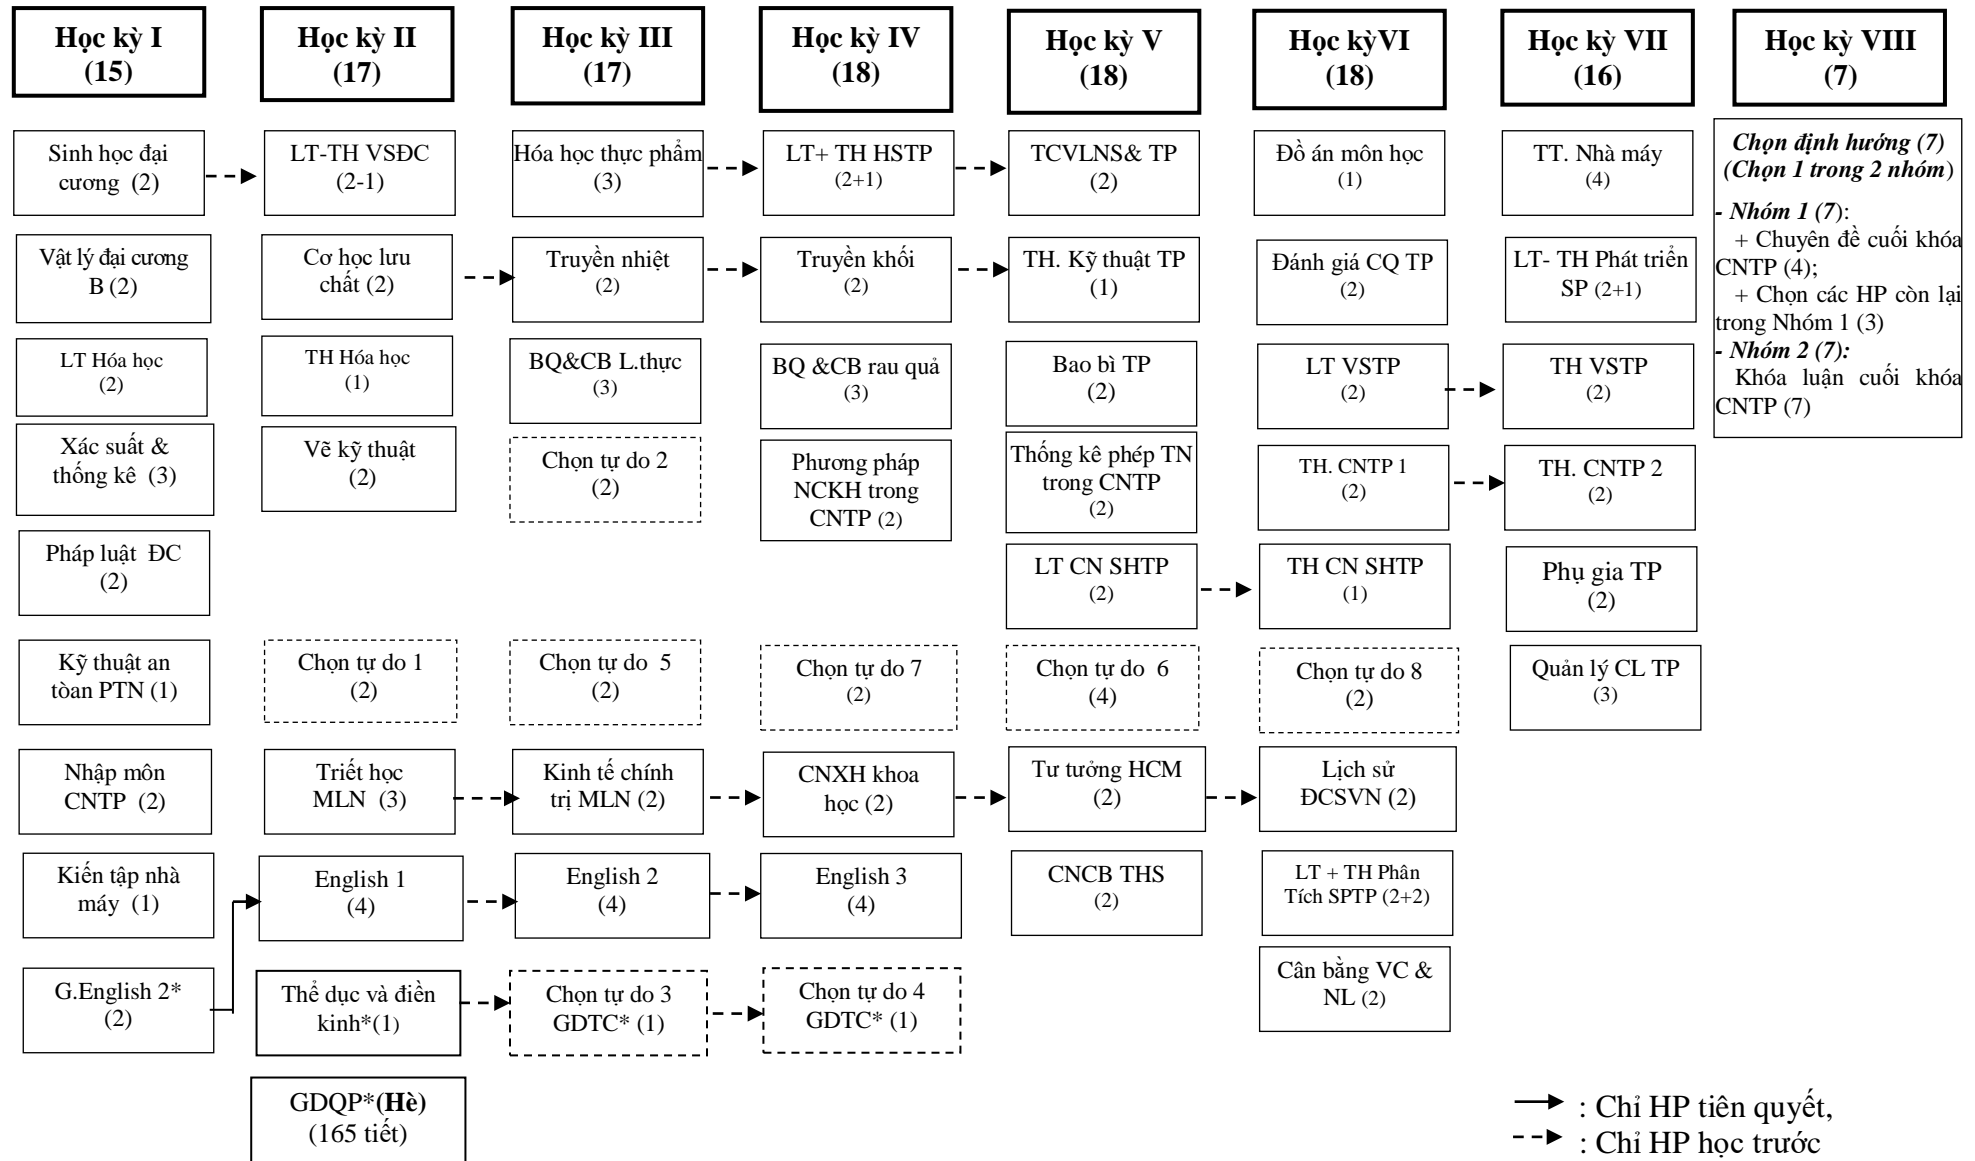 Học kỳ I
(15)
Học kỳ II
(17)
Học kỳ III
(17)
Học kỳ IV
(18)
Học kỳ V
(18)
Học kỳVI
(18)
Học kỳ VII
(16)
Học kỳ VIII
(7)
Sinh học đại
cương (2)
LT-TH VSĐC
(2-1)
Hóa học thực phẩm
(3)
LT+ TH HSTP
(2+1)
TCVLNS& TP
(2)
Đồ án môn học
(1)
TT. Nhà máy
(4)
Chọn định hướng (7)
(Chọn 1 trong 2 nhóm)
- Nhóm 1 (7):
+ Chuyên đề cuối khóa
CNTP (4);
+ Chọn các HP còn lại
trong Nhóm 1 (3)
- Nhóm 2 (7):
Khóa luận cuối khóa
CNTP (7)
Vật lý đại cương
B (2)
Cơ học lưu
chất (2)
Truyền nhiệt
(2)
Truyền khối
(2)
TH. Kỹ thuật TP
(1)
Đánh giá CQ TP
(2)
LT- TH Phát triển
SP (2+1)
LT Hóa học
(2)
TH Hóa học
(1)
BQ&CB L.thực
(3)
BQ &CB rau quả
(3)
Bao bì TP
(2)
LT VSTP
(2)
TH VSTP
(2)
Xác suất &
thống kê (3)
Vẽ kỹ thuật
(2)
Chọn tự do 2
(2)
Phương pháp
NCKH trong
CNTP (2)
Thống kê phép TN
trong CNTP
(2)
TH. CNTP 1
(2)
TH. CNTP 2
(2)
Pháp luật ĐC
(2)
LT CN SHTP
(2)
TH CN SHTP
(1)
Phụ gia TP
(2)
Kỹ thuật an
tòan PTN (1)
Chọn tự do 1
(2)
Chọn tự do 5
(2)
Chọn tự do 7
(2)
Chọn tự do 6
(4)
Chọn tự do 8
(2)
Quản lý CL TP
(3)
Nhập môn
CNTP (2)
Triết học
MLN (3)
Kinh tế chính
trị MLN (2)
CNXH khoa
học (2)
Tư tưởng HCM
(2)
Lịch sử
ĐCSVN (2)
Kiến tập nhà
máy (1)
English 1
(4)
English 2
(4)
English 3
(4)
CNCB THS
(2)
LT + TH Phân
Tích SPTP (2+2)
G.English 2*
(2)
Thể dục và điền
kinh*(1)
Chọn tự do 3
GDTC* (1)
Chọn tự do 4
GDTC* (1)
Cân bằng VC &
NL (2)
GDQP*(Hè)
(165 tiết)
: Chỉ HP tiên quyết,
: Chỉ HP học trước